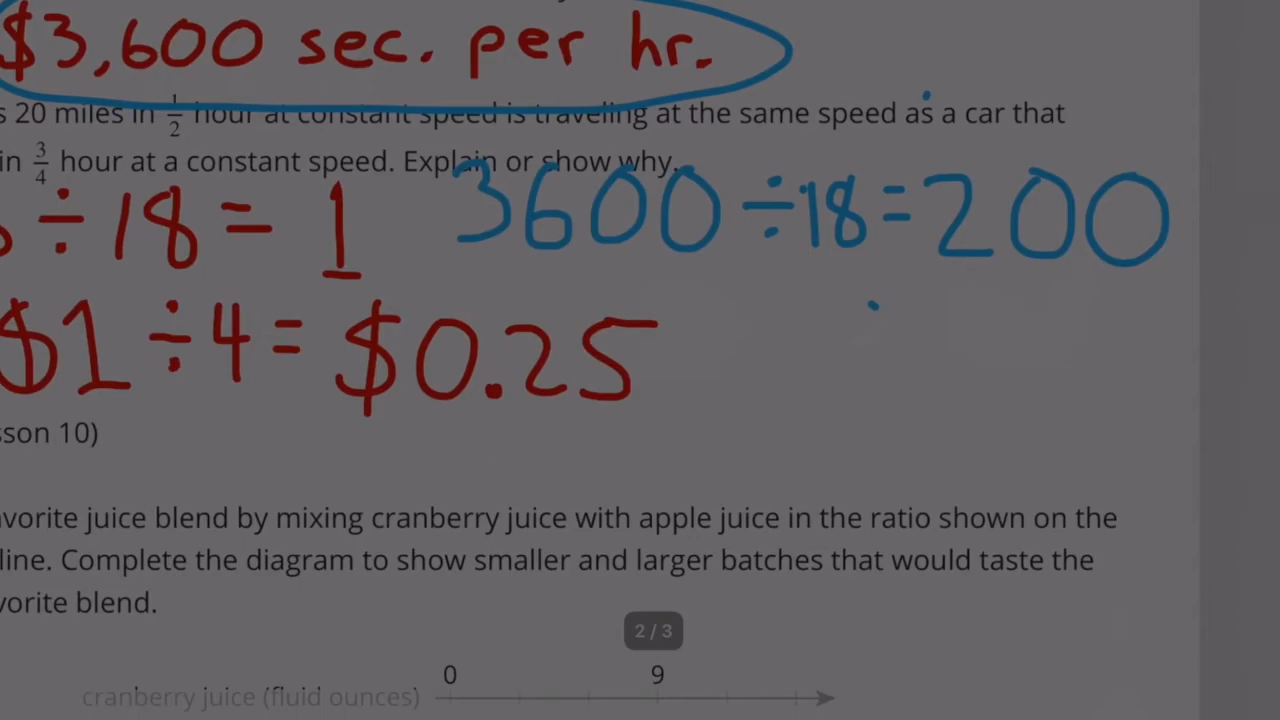 $3,600 sec. per hr.
s 20 miles in 1/2 hour at constant speed is traveling at the same speed as a car that
in 3/4 hour at a constant speed. Explain or show why.
÷ 18 = 1
3600 ÷ 18 = 200
$1 ÷ 4 = $0.25
sson 10)
avorite juice blend by mixing cranberry juice with apple juice in the ratio shown on the
line. Complete the diagram to show smaller and larger batches that would taste the
vorite blend.
2 / 3
0 9
cranberry juice (fluid ounces)